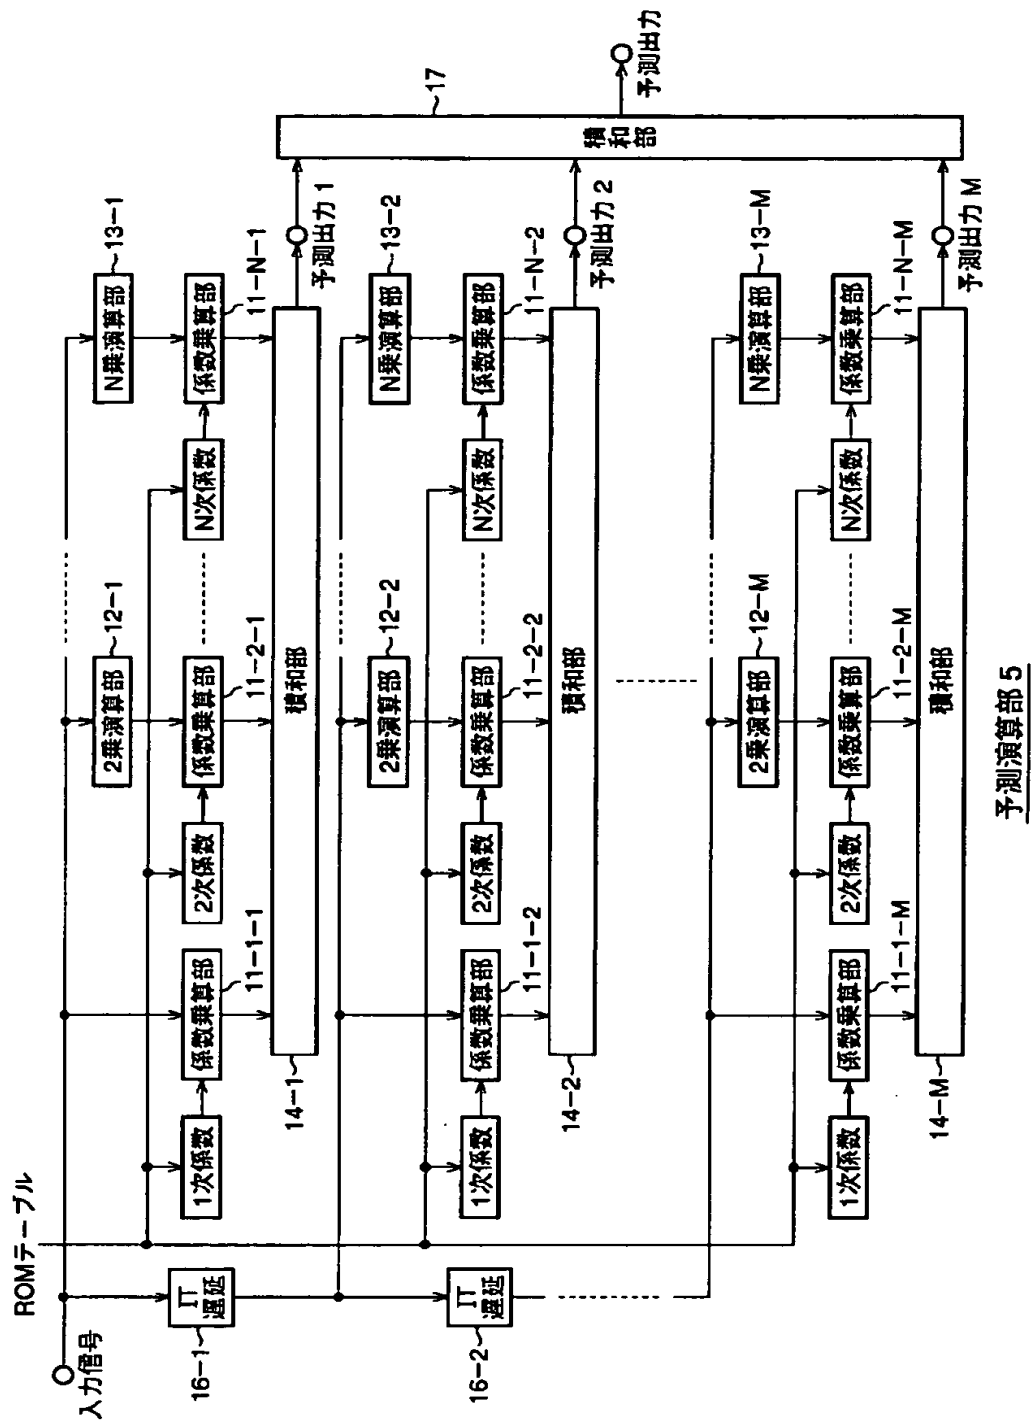 ROMテーブル
入力信号
2乗演算部
12-1
N乗演算部
13-1
1次係数
係数乗算部
11-1-1
2次係数
係数乗算部
11-2-1
N次係数
係数乗算部
11-N-1
14-1
積和部
予測出力1
16-1
IT
遅延
2乗演算部
12-2
N乗演算部
13-2
1次係数
係数乗算部
11-1-2
2次係数
係数乗算部
11-2-2
N次係数
係数乗算部
11-N-2
14-2
積和部
予測出力2
16-2
IT
遅延
2乗演算部
12-M
N乗演算部
13-M
1次係数
係数乗算部
11-1-M
2次係数
係数乗算部
11-2-M
N次係数
係数乗算部
11-N-M
14-M
積和部
予測出力M
17
積和部
予測出力
予測演算部5